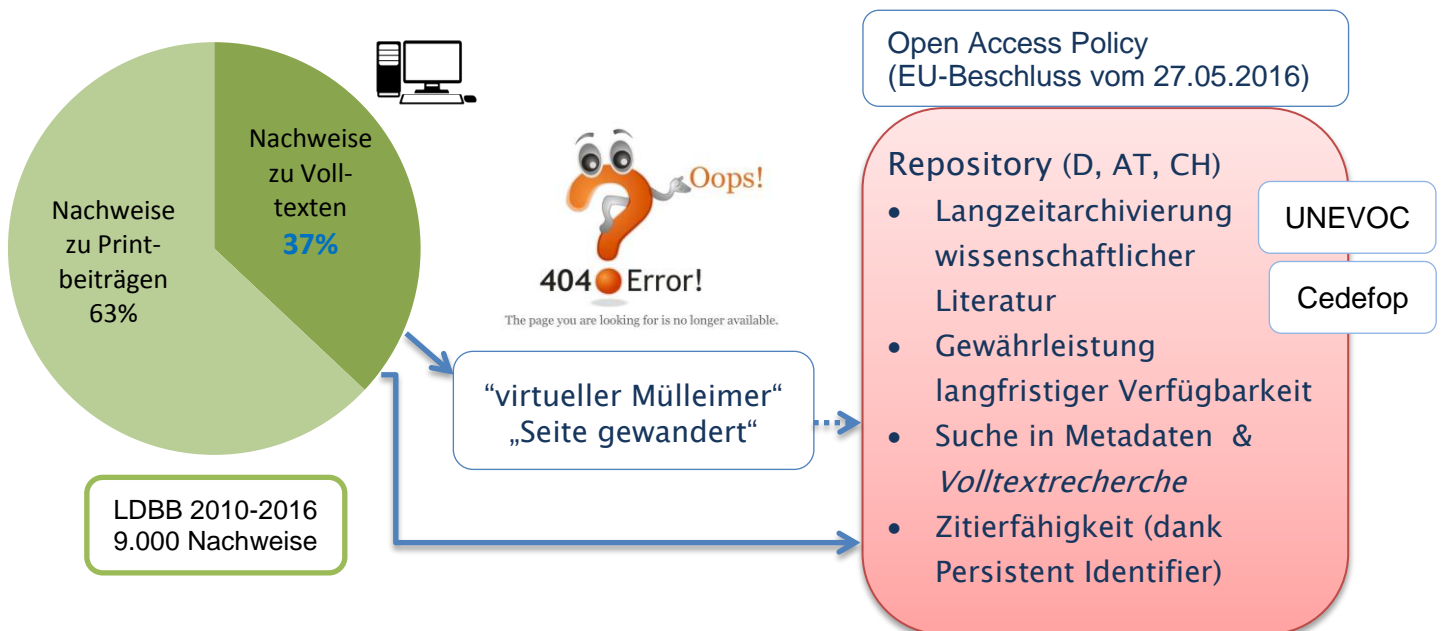 Nachweise
zu Print-
beiträgen
63%
Nachweise
zu Voll-
texten
37%
LDBB 2010-2016
9.000 Nachweise
Oops!
404 Error!
The page you are looking for is no longer available.
“virtueller Mülleimer“
„Seite gewandert“
Open Access Policy
(EU-Beschluss vom 27.05.2016)
Repository (D, AT, CH)
• Langzeitarchivierung
wissenschaftlicher
Literatur
• Gewährleistung
langfristiger Verfügbarkeit
• Suche in Metadaten &
Volltextrecherche
• Zitierfähigkeit (dank
Persistent Identifier)
UNEVOC
Cedefop